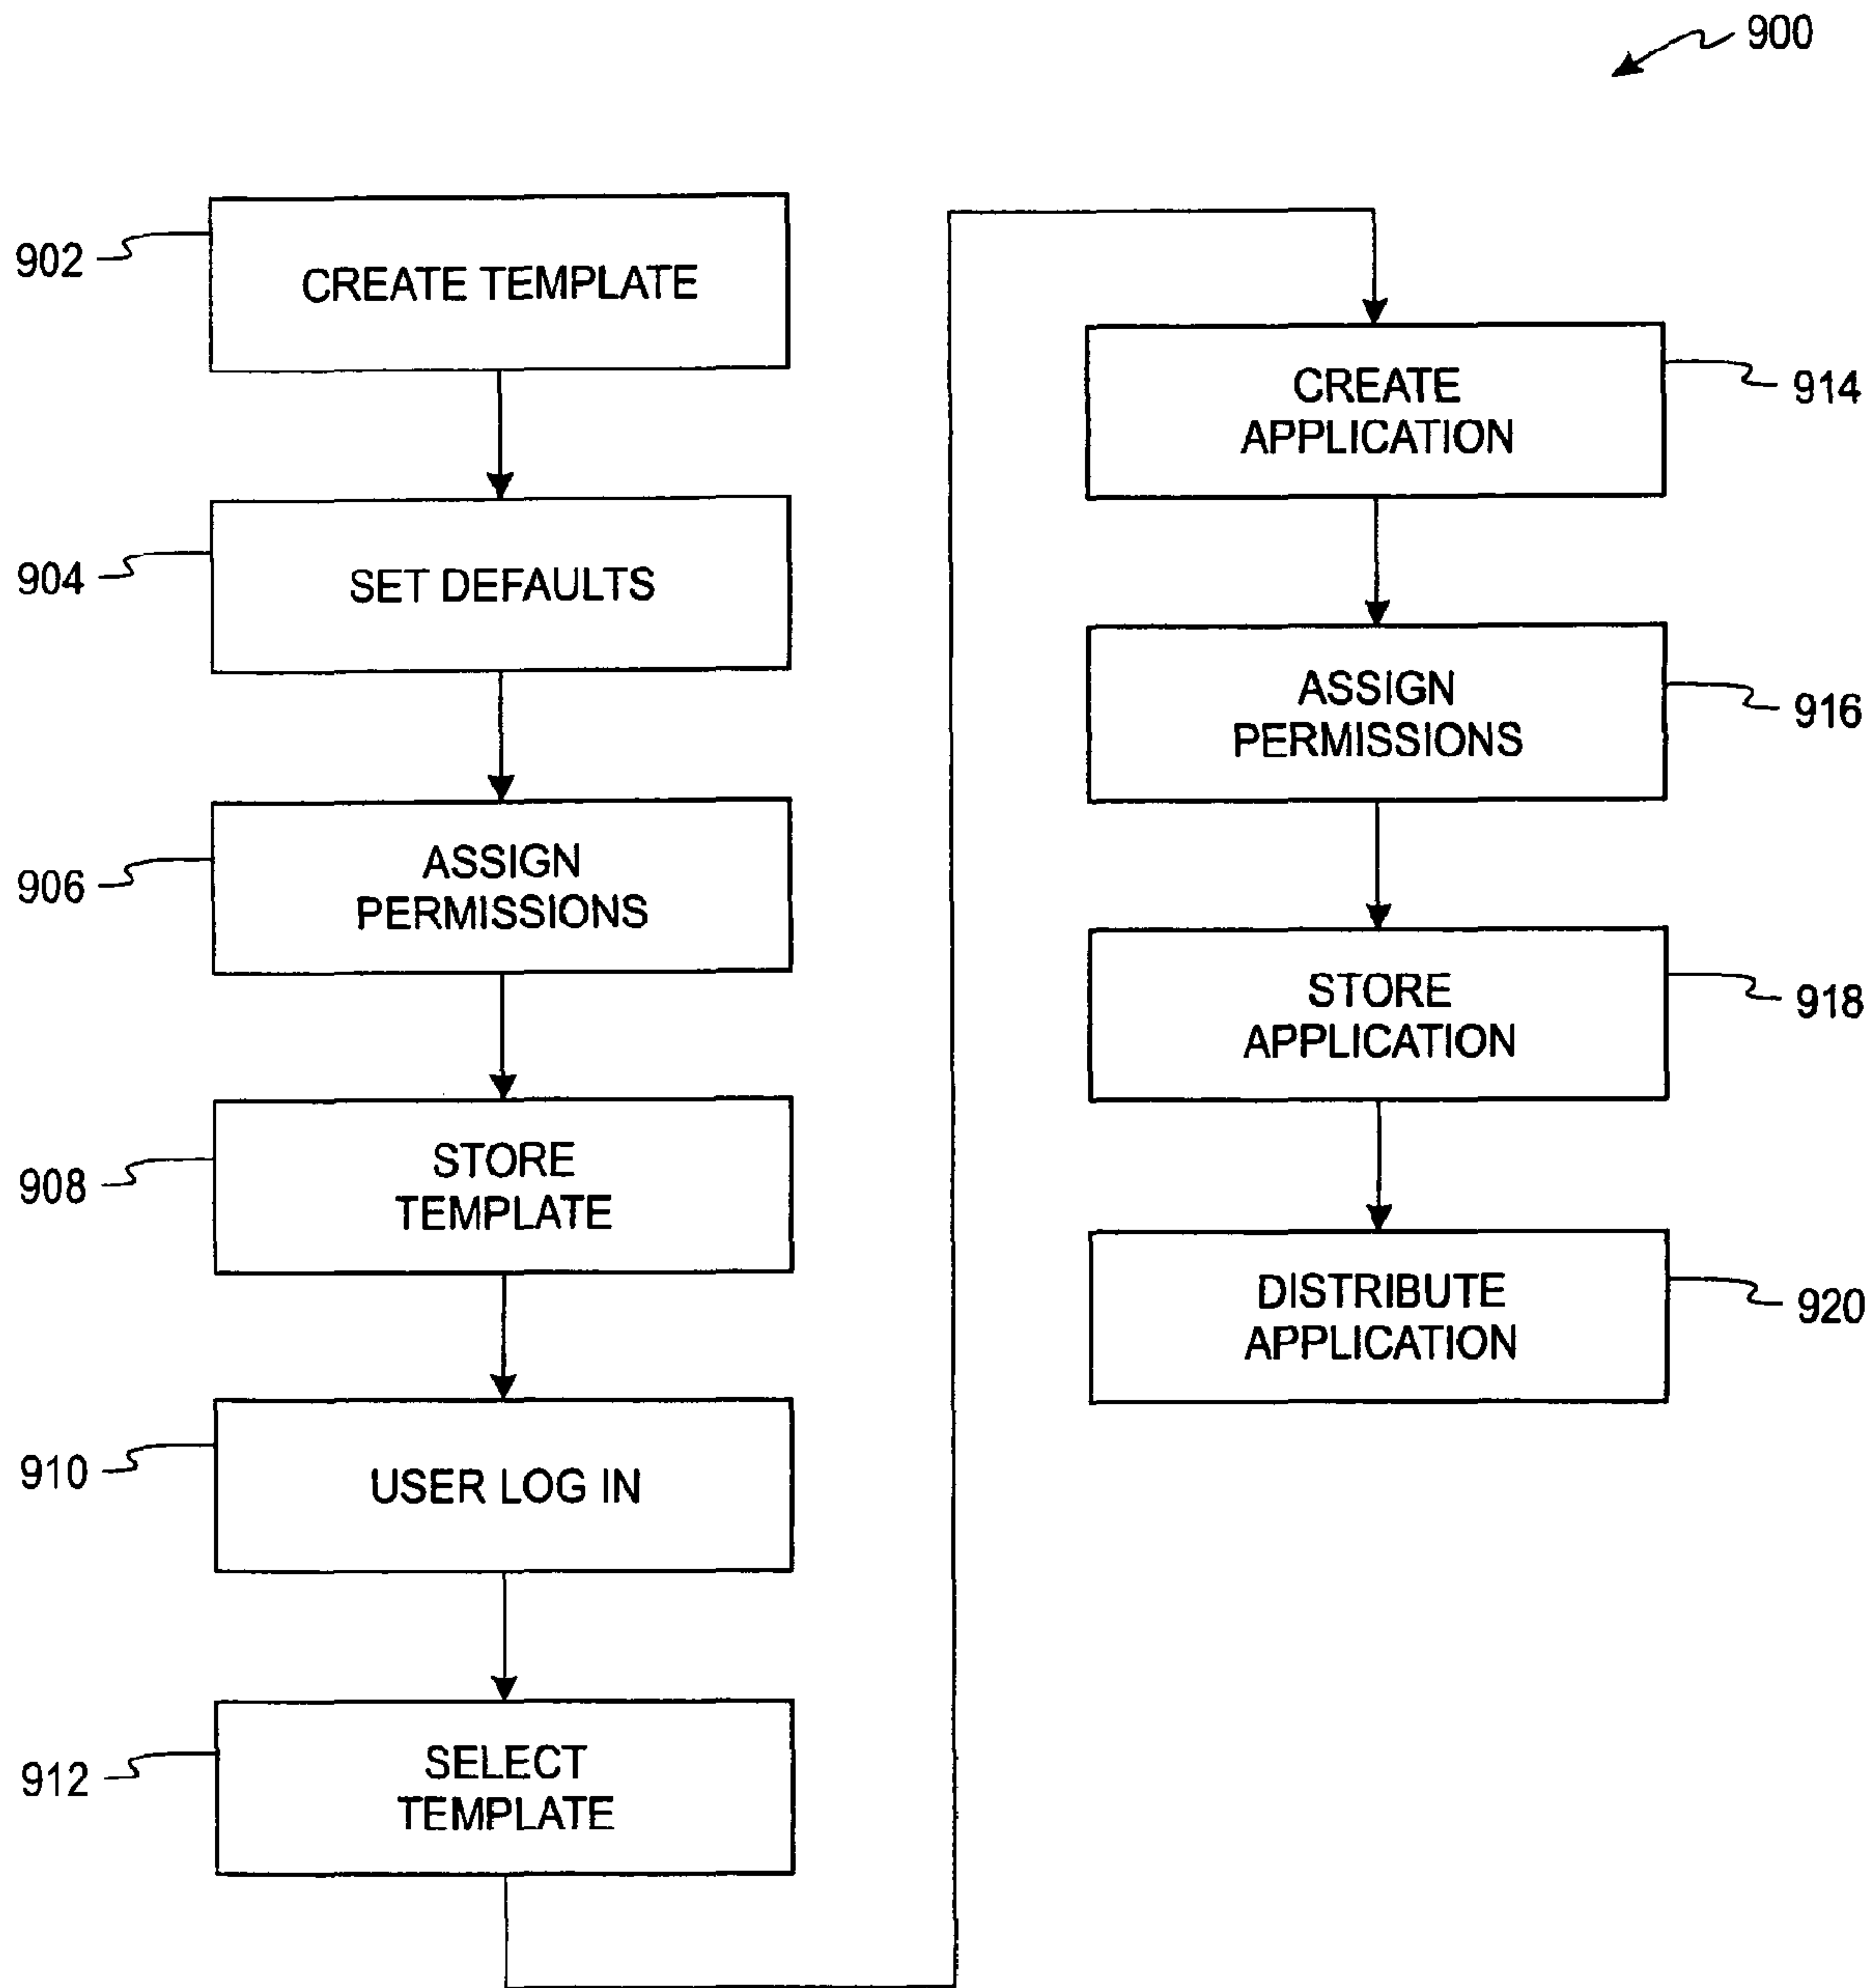 900
902
CREATE TEMPLATE
904
SET DEFAULTS
906
ASSIGN
PERMISSIONS
908
STORE
TEMPLATE
910
USER LOG IN
912
SELECT
TEMPLATE
CREATE
APPLICATION
914
ASSIGN
PERMISSIONS
916
STORE
APPLICATION
918
DISTRIBUTE
APPLICATION
920